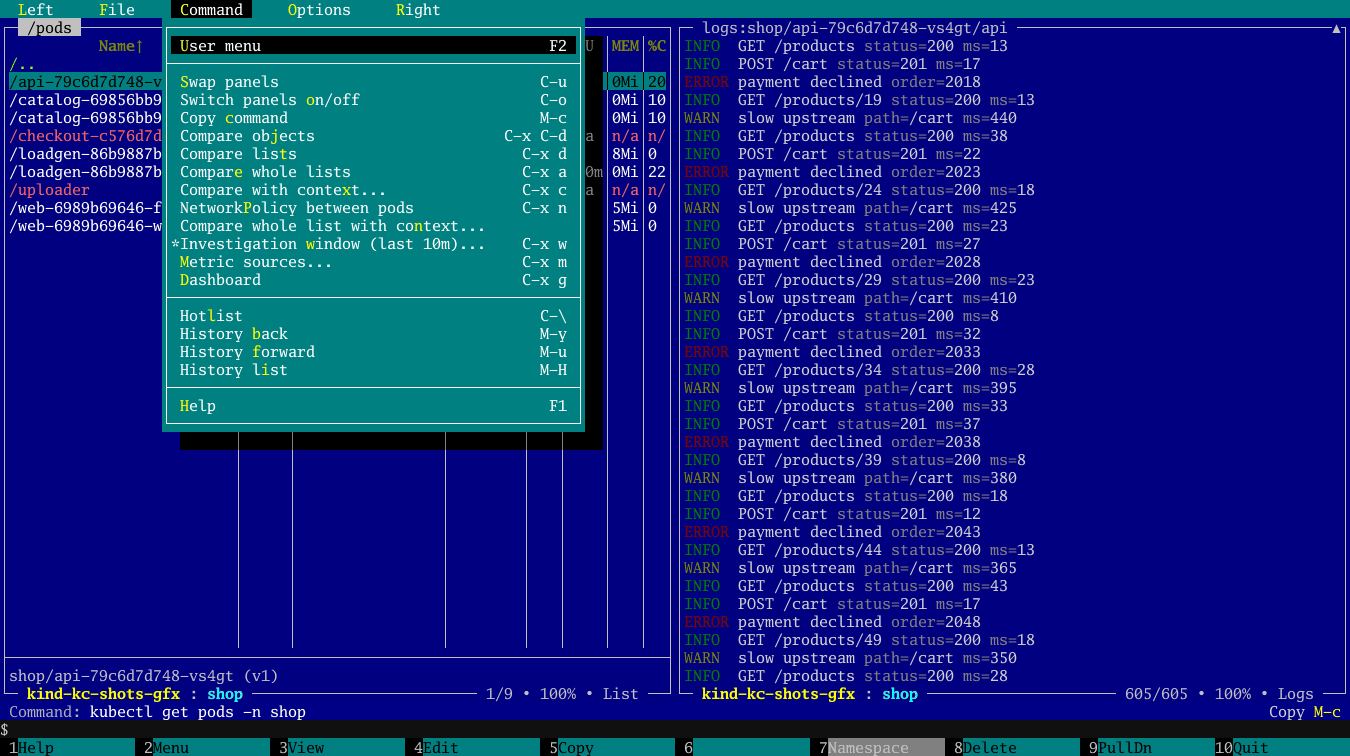 Left File Command Options Right
/pods
Name↑ U MEM %C
/..
/api-79c6d7d748-v 0Mi 20
/catalog-69856bb9 0Mi 10
/catalog-69856bb9 0Mi 10
/checkout-c576d7d a n/a n/
/loadgen-86b9887b 8Mi 0
/loadgen-86b9887b 0m 0Mi 22
/uploader a n/a n/
/web-6989b69646-f 5Mi 0
/web-6989b69646-w 5Mi 0
User menu F2
Swap panels C-u
Switch panels on/off C-o
Copy command M-c
Compare objects C-x C-d
Compare lists C-x d
Compare whole lists C-x a
Compare with context... C-x c
NetworkPolicy between pods C-x n
Compare whole list with context...
*Investigation window (last 10m)... C-x w
Metric sources... C-x m
Dashboard C-x g
Hotlist C-\
History back M-y
History forward M-u
History list M-H
Help F1
shop/api-79c6d7d748-vs4gt (v1)
kind-kc-shots-gfx : shop 1/9 • 100% • List
logs:shop/api-79c6d7d748-vs4gt/api ▲
INFO GET /products status=200 ms=13
INFO POST /cart status=201 ms=17
ERROR payment declined order=2018
INFO GET /products/19 status=200 ms=13
WARN slow upstream path=/cart ms=440
INFO GET /products status=200 ms=38
INFO POST /cart status=201 ms=22
ERROR payment declined order=2023
INFO GET /products/24 status=200 ms=18
WARN slow upstream path=/cart ms=425
INFO GET /products status=200 ms=23
INFO POST /cart status=201 ms=27
ERROR payment declined order=2028
INFO GET /products/29 status=200 ms=23
WARN slow upstream path=/cart ms=410
INFO GET /products status=200 ms=8
INFO POST /cart status=201 ms=32
ERROR payment declined order=2033
INFO GET /products/34 status=200 ms=28
WARN slow upstream path=/cart ms=395
INFO GET /products status=200 ms=33
INFO POST /cart status=201 ms=37
ERROR payment declined order=2038
INFO GET /products/39 status=200 ms=8
WARN slow upstream path=/cart ms=380
INFO GET /products status=200 ms=18
INFO POST /cart status=201 ms=12
ERROR payment declined order=2043
INFO GET /products/44 status=200 ms=13
WARN slow upstream path=/cart ms=365
INFO GET /products status=200 ms=43
INFO POST /cart status=201 ms=17
ERROR payment declined order=2048
INFO GET /products/49 status=200 ms=18
WARN slow upstream path=/cart ms=350
INFO GET /products status=200 ms=28
kind-kc-shots-gfx : shop 605/605 • 100% • Logs
Command: kubectl get pods -n shop Copy M-c
$
1Help 2Menu 3View 4Edit 5Copy 6 7Namespace 8Delete 9PullDn 10Quit